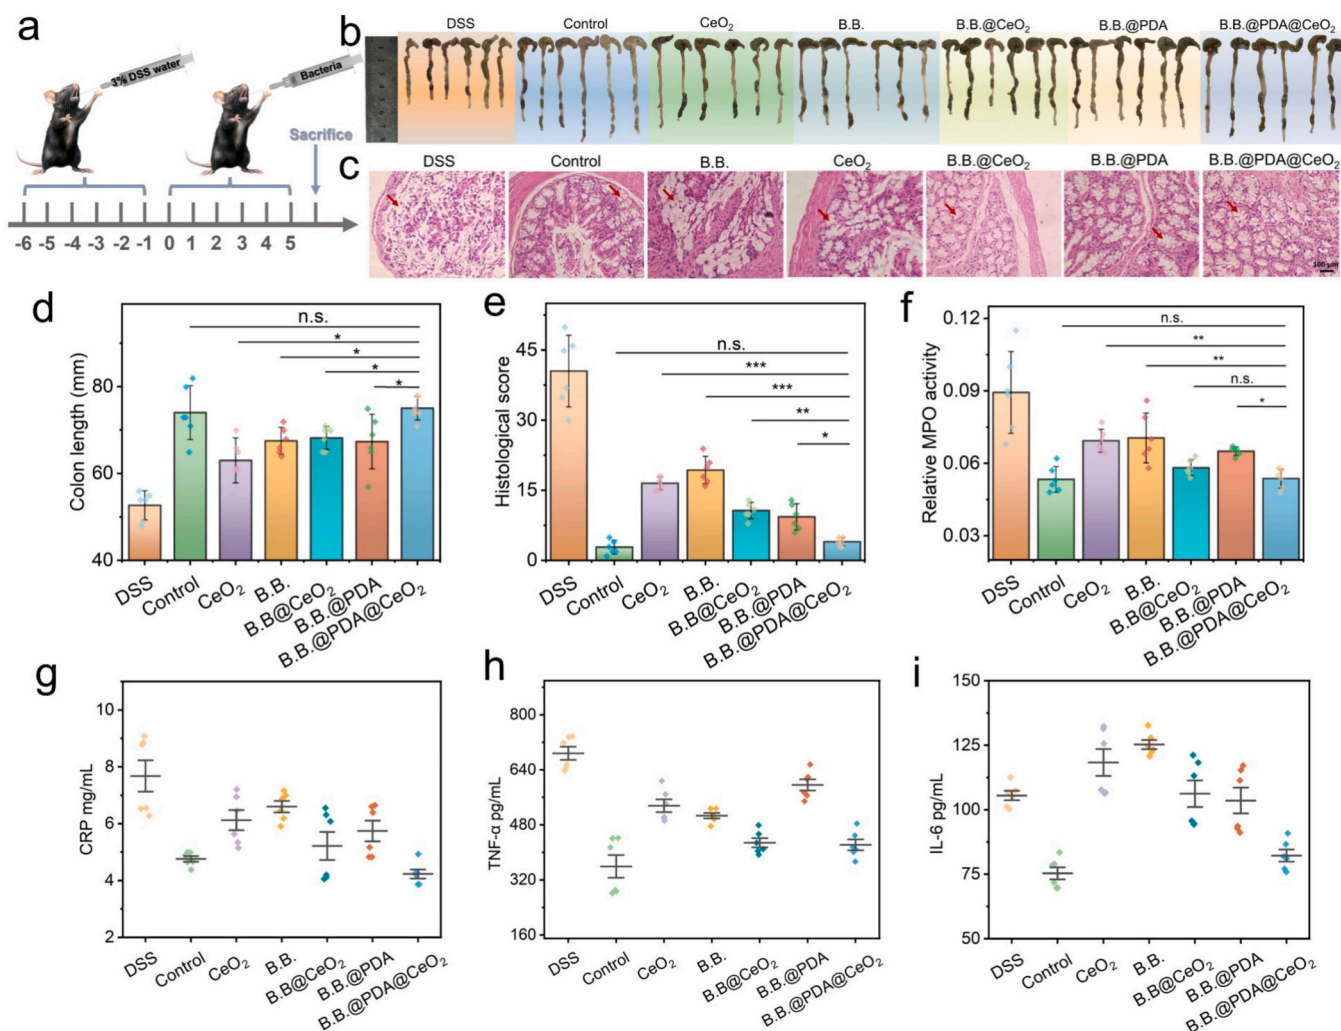 a
3% DSS water
Bacteria
Sacrifice
-6 -5 -4 -3 -2 -1 0 1 2 3 4 5
b
DSS Control CeO2 B.B. B.B.@CeO2 B.B.@PDA B.B.@PDA@CeO2
c
DSS Control B.B. CeO2 B.B.@CeO2 B.B.@PDA B.B.@PDA@CeO2
100 μm
d
Colon length (mm)
80
60
40
n.s.
*
*
*
*
DSS Control CeO2 B.B. B.B@CeO2 B.B.@PDA B.B.@PDA@CeO2
e
Histological score
45
30
15
0
n.s.
***
***
**
*
DSS Control CeO2 B.B. B.B@CeO2 B.B.@PDA B.B.@PDA@CeO2
f
Relative MPO activity
0.12
0.09
0.06
0.03
n.s.
**
**
n.s.
*
DSS Control CeO2 B.B. B.B@CeO2 B.B.@PDA B.B.@PDA@CeO2
g
CRP mg/mL
10
8
6
4
2
DSS Control CeO2 B.B. B.B@CeO2 B.B.@PDA B.B.@PDA@CeO2
h
TNF-α pg/mL
800
640
480
320
160
DSS Control CeO2 B.B. B.B@CeO2 B.B.@PDA B.B.@PDA@CeO2
i
IL-6 pg/mL
150
125
100
75
50
DSS Control CeO2 B.B. B.B@CeO2 B.B.@PDA B.B.@PDA@CeO2